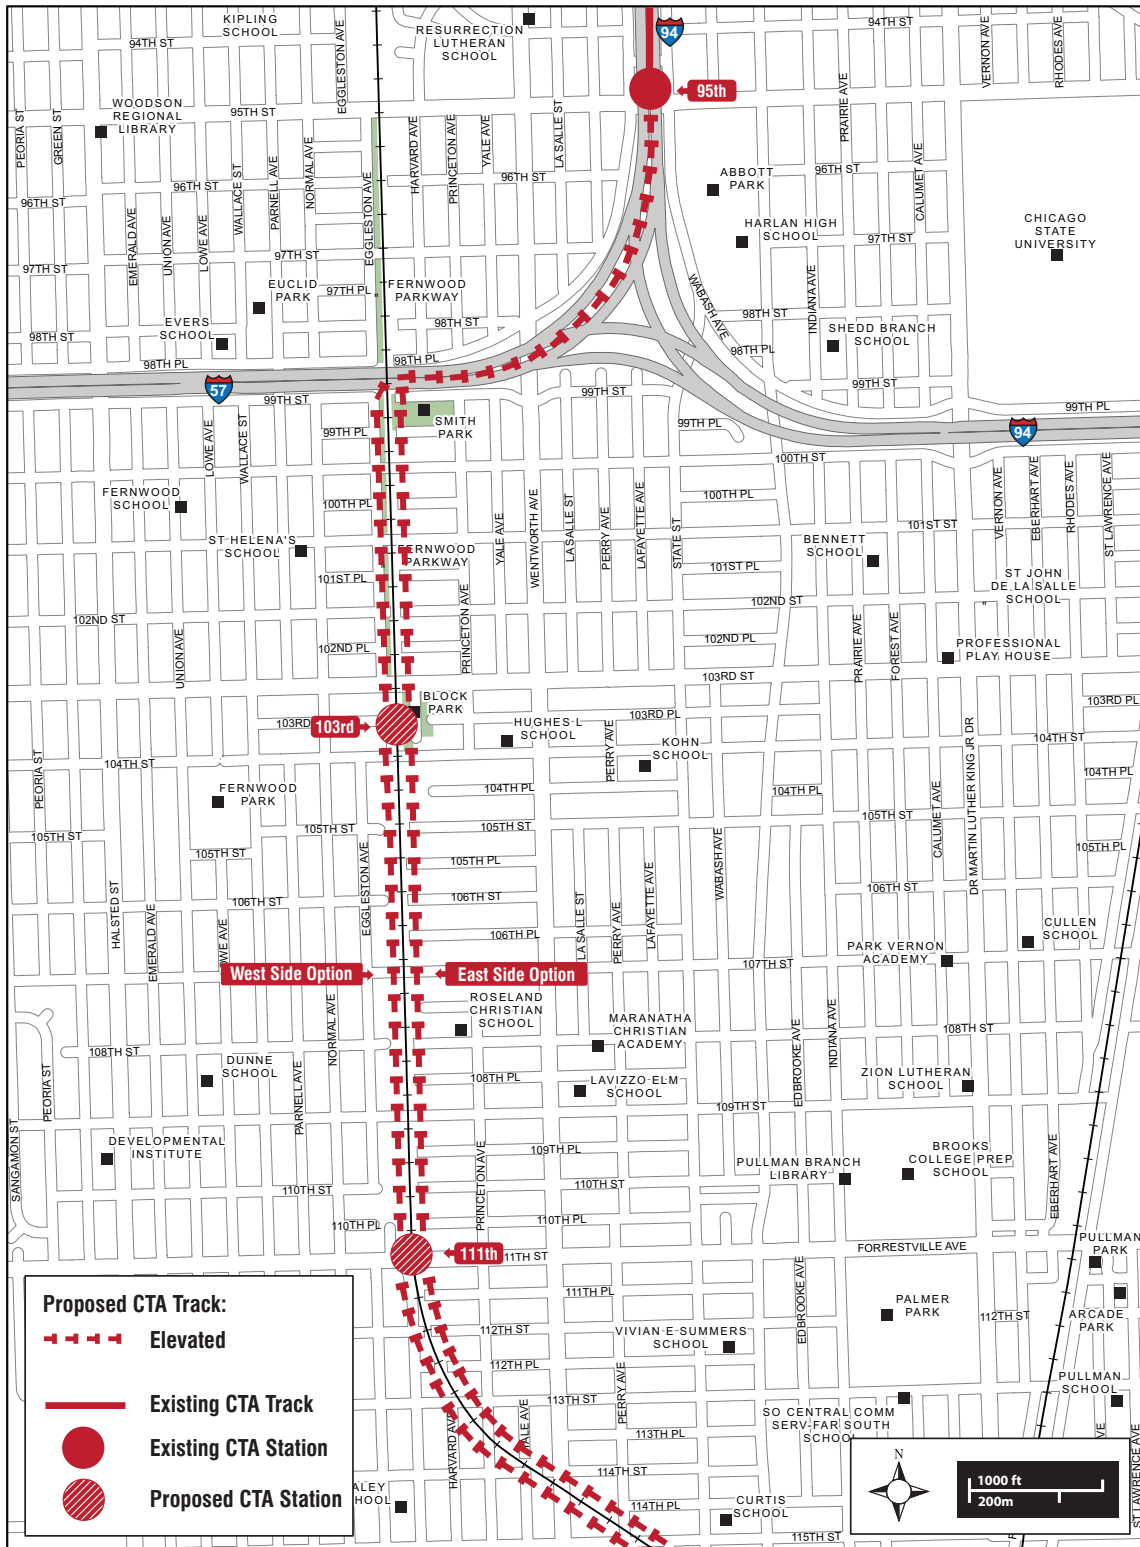 KIPLING
SCHOOL
94TH ST
EGGLESTON AVE
RESURRECTION
LUTHERAN
SCHOOL
94
94TH ST
VERNON AVE
RHODES AVE
95th
PEORIA ST
GREEN ST
WOODSON
REGIONAL
LIBRARY
95TH ST
NORMAL AVE
HARVARD AVE
PRINCETON AVE
YALE AVE
LA SALLE ST
PRAIRIE AVE
CALUMET AVE
96TH ST
96TH ST
96TH ST
96TH ST
ABBOTT
PARK
EMERALD AVE
UNION AVE
LOWE AVE
WALLACE ST
PARNELL AVE
EGGLESTON AVE
HARLAN HIGH
SCHOOL
97TH ST
CHICAGO
STATE
UNIVERSITY
97TH ST
97TH ST
EUCLID
PARK
97TH PL
FERNWOOD
PARKWAY
WABASH AVE
INDIANA AVE
98TH ST
98TH ST
98TH ST
EVERS
SCHOOL
SHEDD BRANCH
SCHOOL
98TH PL
98TH PL
98TH PL
57
99TH ST
99TH ST
99TH ST
99TH PL
94
LOWE AVE
WALLACE ST
99TH PL
SMITH
PARK
99TH PL
100TH ST
FERNWOOD
SCHOOL
100TH PL
100TH PL
YALE AVE
WENTWORTH AVE
LA SALLE ST
PERRY AVE
LAFAYETTE AVE
STATE ST
VERNON AVE
EBERHART AVE
RHODES AVE
ST LAWRENCE AVE
101ST ST
ST HELENA'S
SCHOOL
FERNWOOD
PARKWAY
BENNETT
SCHOOL
101ST PL
101ST PL
ST JOHN
DE LA SALLE
SCHOOL
102ND ST
102ND ST
UNION AVE
102ND PL
PRINCETON AVE
102ND PL
PRAIRIE AVE
FOREST AVE
PROFESSIONAL
PLAY HOUSE
103RD ST
BLOCK
PARK
103RD
103rd
103RD PL
103RD PL
HUGHES L
SCHOOL
PERRY AVE
KOHN
SCHOOL
104TH ST
104TH ST
PEORIA ST
FERNWOOD
PARK
104TH PL
104TH PL
104TH PL
CALUMET AVE
DR MARTIN LUTHER KING JR DR
105TH ST
105TH ST
105TH ST
105TH ST
105TH ST
105TH PL
105TH PL
EGGLESTON AVE
WABASH AVE
HALSTED ST
EMERALD AVE
106TH ST
106TH ST
106TH ST
LA SALLE ST
PERRY AVE
LAFAYETTE AVE
106TH PL
CULLEN
SCHOOL
PARK VERNON
ACADEMY
107TH ST
West Side Option
East Side Option
ROSELAND
CHRISTIAN
SCHOOL
MARANATHA
CHRISTIAN
ACADEMY
NORMAL AVE
EDBROOKE AVE
INDIANA AVE
108TH ST
108TH ST
DUNNE
SCHOOL
PEORIA ST
PARNELL AVE
108TH PL
LAVIZZO ELM
SCHOOL
ZION LUTHERAN
SCHOOL
109TH ST
SANGAMON ST
DEVELOPMENTAL
INSTITUTE
109TH PL
PRINCETON AVE
PULLMAN BRANCH
LIBRARY
BROOKS
COLLEGE PREP
SCHOOL
EBERHART AVE
110TH ST
110TH ST
110TH PL
110TH PL
111th
11TH ST
FORRESTVILLE AVE
PULLMAN
PARK
111TH PL
EDBROOKE AVE
PALMER
PARK
112TH ST
ARCADE
PARK
112TH ST
VIVIAN E SUMMERS
SCHOOL
112TH PL
PERRY AVE
113TH ST
PULLMAN
SCHOOL
SO CENTRAL COMM
SERV-FAR SOUTH
SCHOOL
HARVARD AVE
113TH PL
114TH ST
114TH PL
CURTIS
SCHOOL
115TH ST
ST LAWRENCE AVE
Proposed CTA Track:
Elevated
Existing CTA Track
Existing CTA Station
Proposed CTA Station
N
1000 ft
200m